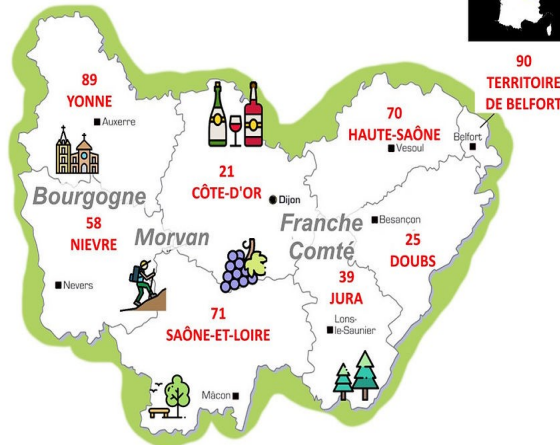 90
TERRITOIRE
DE BELFORT
89
YONNE
Auxerre
70
HAUTE-SAÔNE
Vesoul
Belfort
21
CÔTE-D'OR
Dijon
Bourgogne
58
NIEVRE
Morvan
Franche
Comté
Besançon
25
DOUBS
Nevers
39
JURA
Lons-
le-Saunier
71
SAÔNE-ET-LOIRE
Mâcon